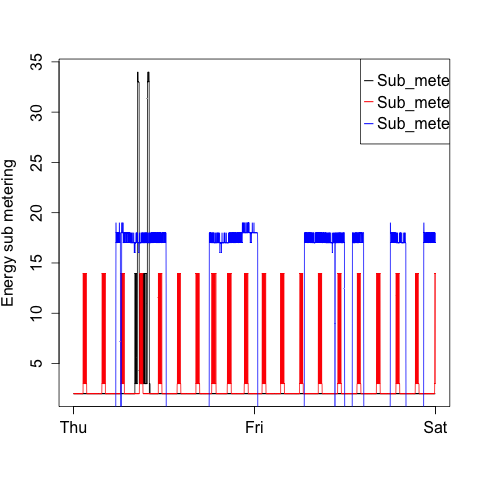 35
30
25
20
15
10
5
Energy sub metering
Thu
Fri
Sat
Sub_mete
Sub_mete
Sub_mete